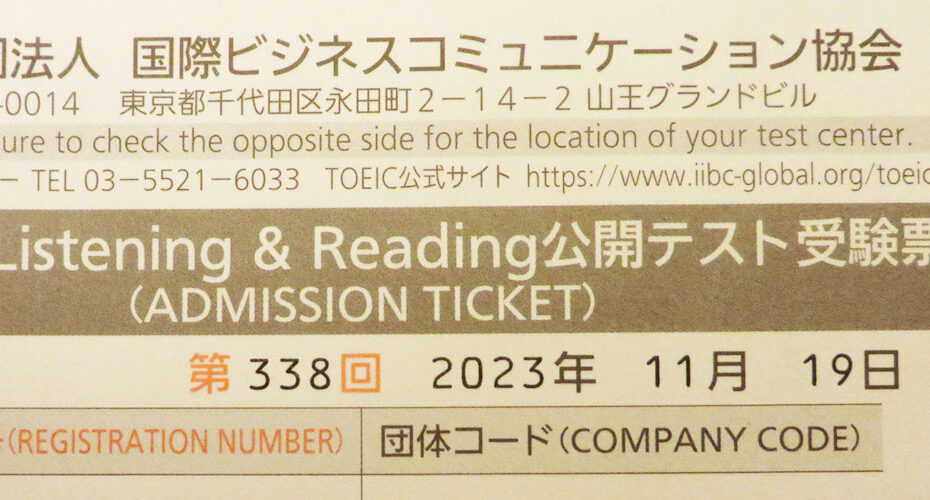 法人 国際ビジネスコミュニケーション協会
-0014 東京都千代田区永田町2-14-2 山王グランドビル
ure to check the opposite side for the location of your test center.
ー TEL 03-5521-6033 TOEIC公式サイト https://www.iibc-global.org/toeic
Listening & Reading公開テスト 受験票
(ADMISSION TICKET)
第 338 回 2023年 11月 19日
(REGISTRATION NUMBER) 団体コード(COMPANY CODE)